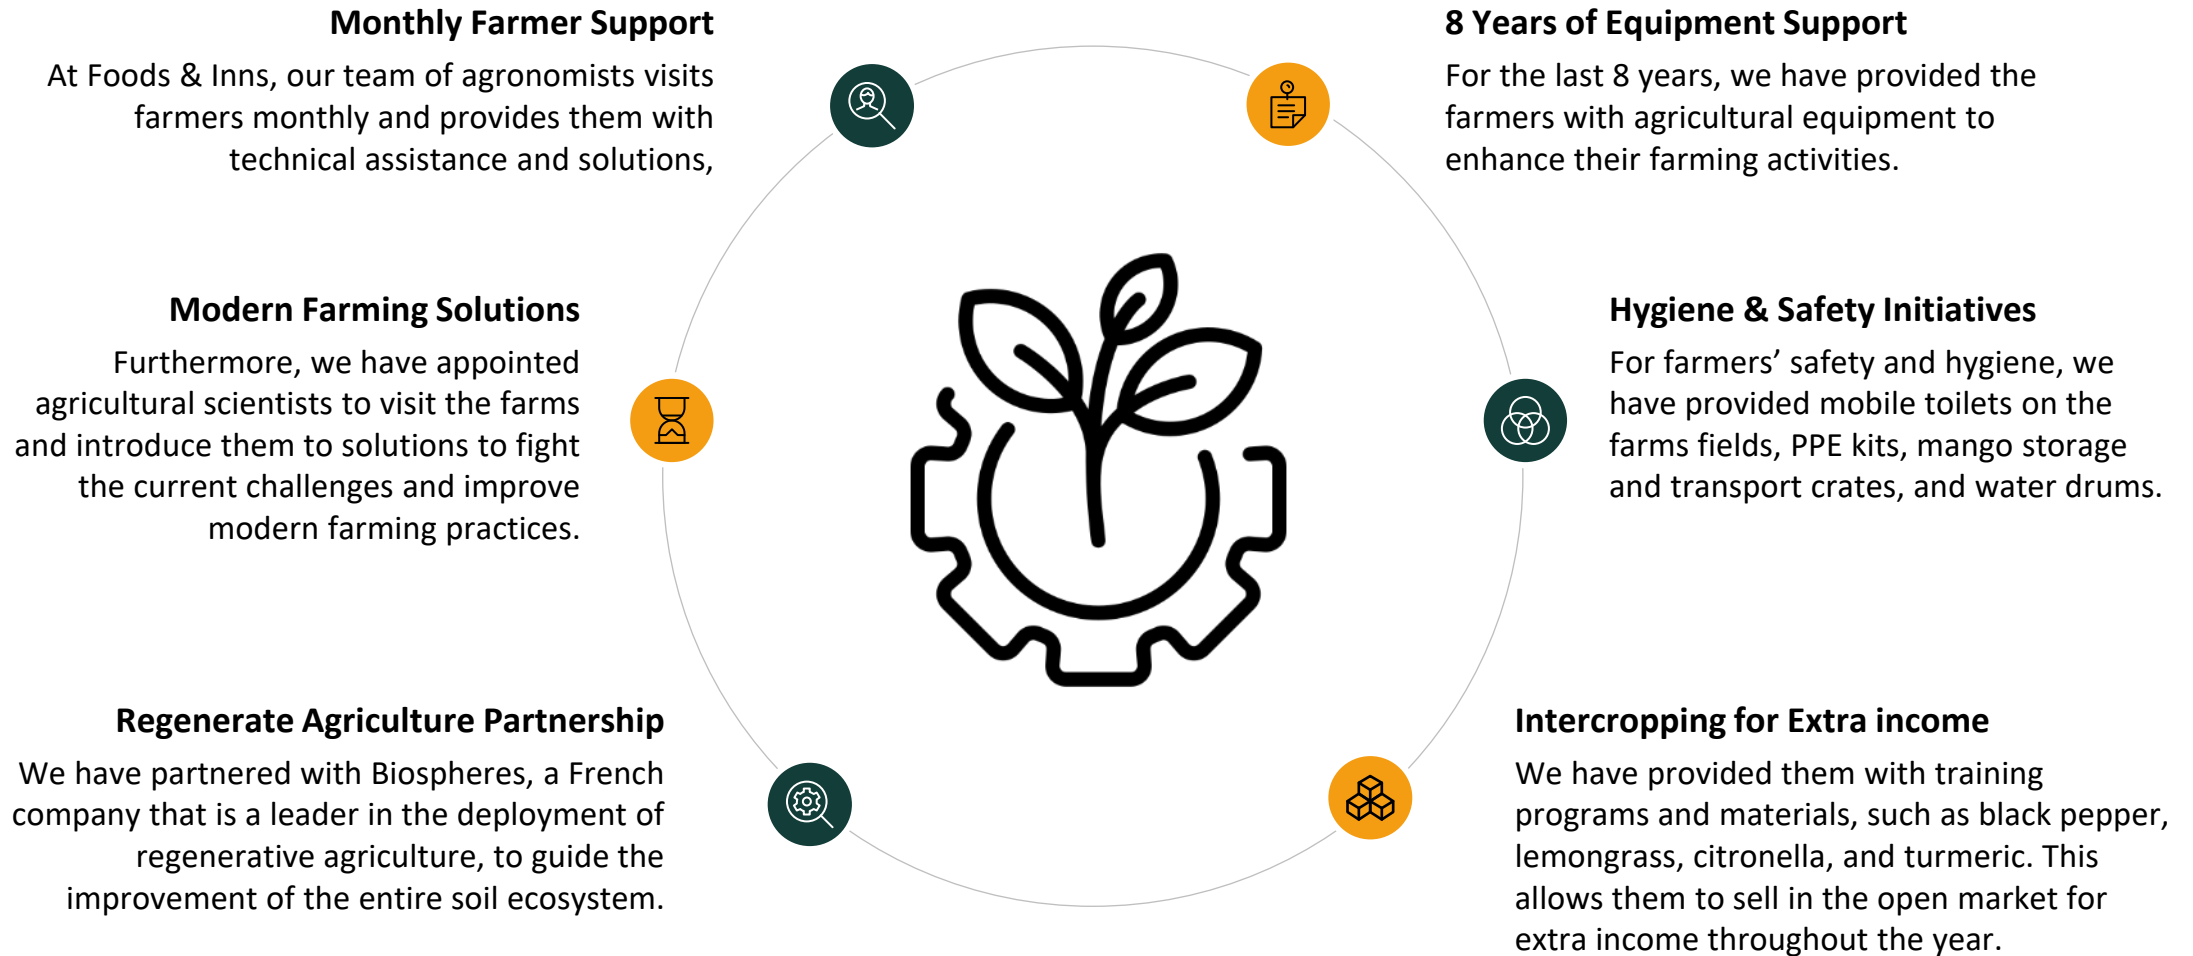 Monthly Farmer Support
At Foods & Inns, our team of agronomists visits
farmers monthly and provides them with
technical assistance and solutions,
8 Years of Equipment Support
For the last 8 years, we have provided the
farmers with agricultural equipment to
enhance their farming activities.
Modern Farming Solutions
Furthermore, we have appointed
agricultural scientists to visit the farms
and introduce them to solutions to fight
the current challenges and improve
modern farming practices.
Hygiene & Safety Initiatives
For farmers’ safety and hygiene, we
have provided mobile toilets on the
farms fields, PPE kits, mango storage
and transport crates, and water drums.
Regenerate Agriculture Partnership
We have partnered with Biospheres, a French
company that is a leader in the deployment of
regenerative agriculture, to guide the
improvement of the entire soil ecosystem.
Intercropping for Extra income
We have provided them with training
programs and materials, such as black pepper,
lemongrass, citronella, and turmeric. This
allows them to sell in the open market for
extra income throughout the year.